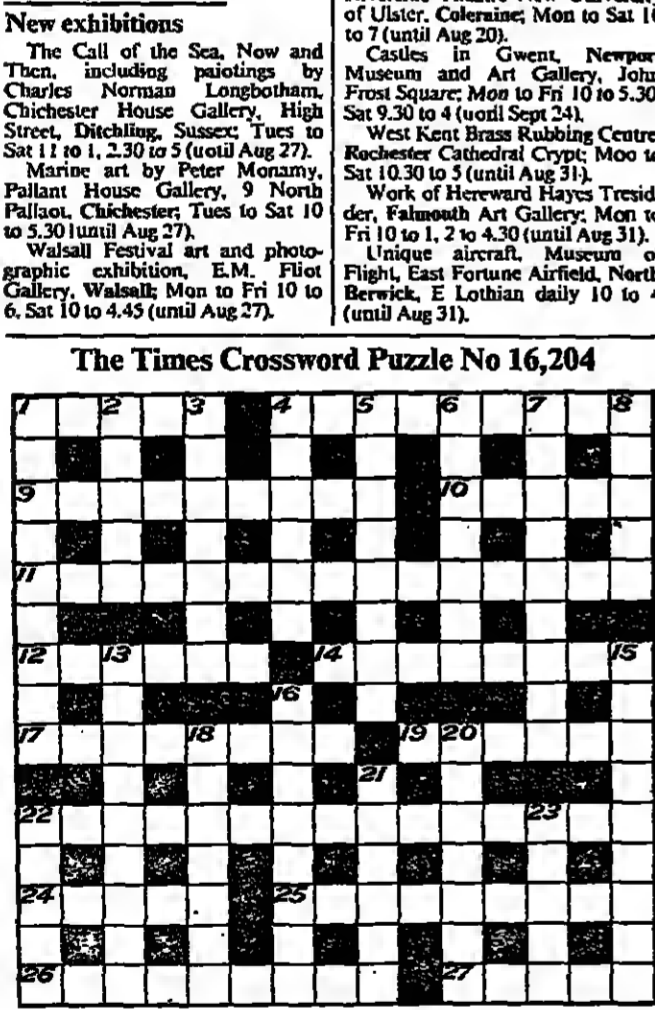 New exhibitions
The Call of the Sea, Now and
Then, including paiotings by
Charles Norman Longbotham,
Chichester House Gallery, High
Street, Ditchling, Sussex; Tues to
Sat 11 to 1, 2.30 to 5 (uotil Aug 27).
Marine art by Peter Monamy,
Pallant House Gallery, 9 North
Pallaot, Chichester; Tues to Sat 10
to 5.30 (until Aug 27).
Walsall Festival art and photo-
graphic exhibition, E.M. Fliot
Gallery, Walsall; Mon to Fri 10 to
6, Sat 10 to 4.45 (until Aug 27).
of Ulster, Coleraine; Mon to Sat 10
to 7 (until Aug 20).
Castles in Gwent, Newpor
Museum and Art Gallery, John
Frost Square; Mon to Fri 10 to 5.30,
Sat 9.30 to 4 (uotil Sept 24).
West Kent Brass Rubbing Centre,
Rochester Cathedral Crypt; Moo to
Sat 10.30 to 5 (until Aug 31).
Work of Hereward Hayes Tresid-
der, Falmouth Art Gallery; Mon to
Fri 10 to 1, 2 to 4.30 (until Aug 31).
Unique aircraft, Museum o
Flight, East Fortune Airfield, North
Berwick, E Lothian daily 10 to 4
(until Aug 31).
The Times Crossword Puzzle No 16,204
1 2 3 4 5 6 7 8
9 10
11
12 13 14 15
16
17 18 19 20
21
22 23
24 25
26 27